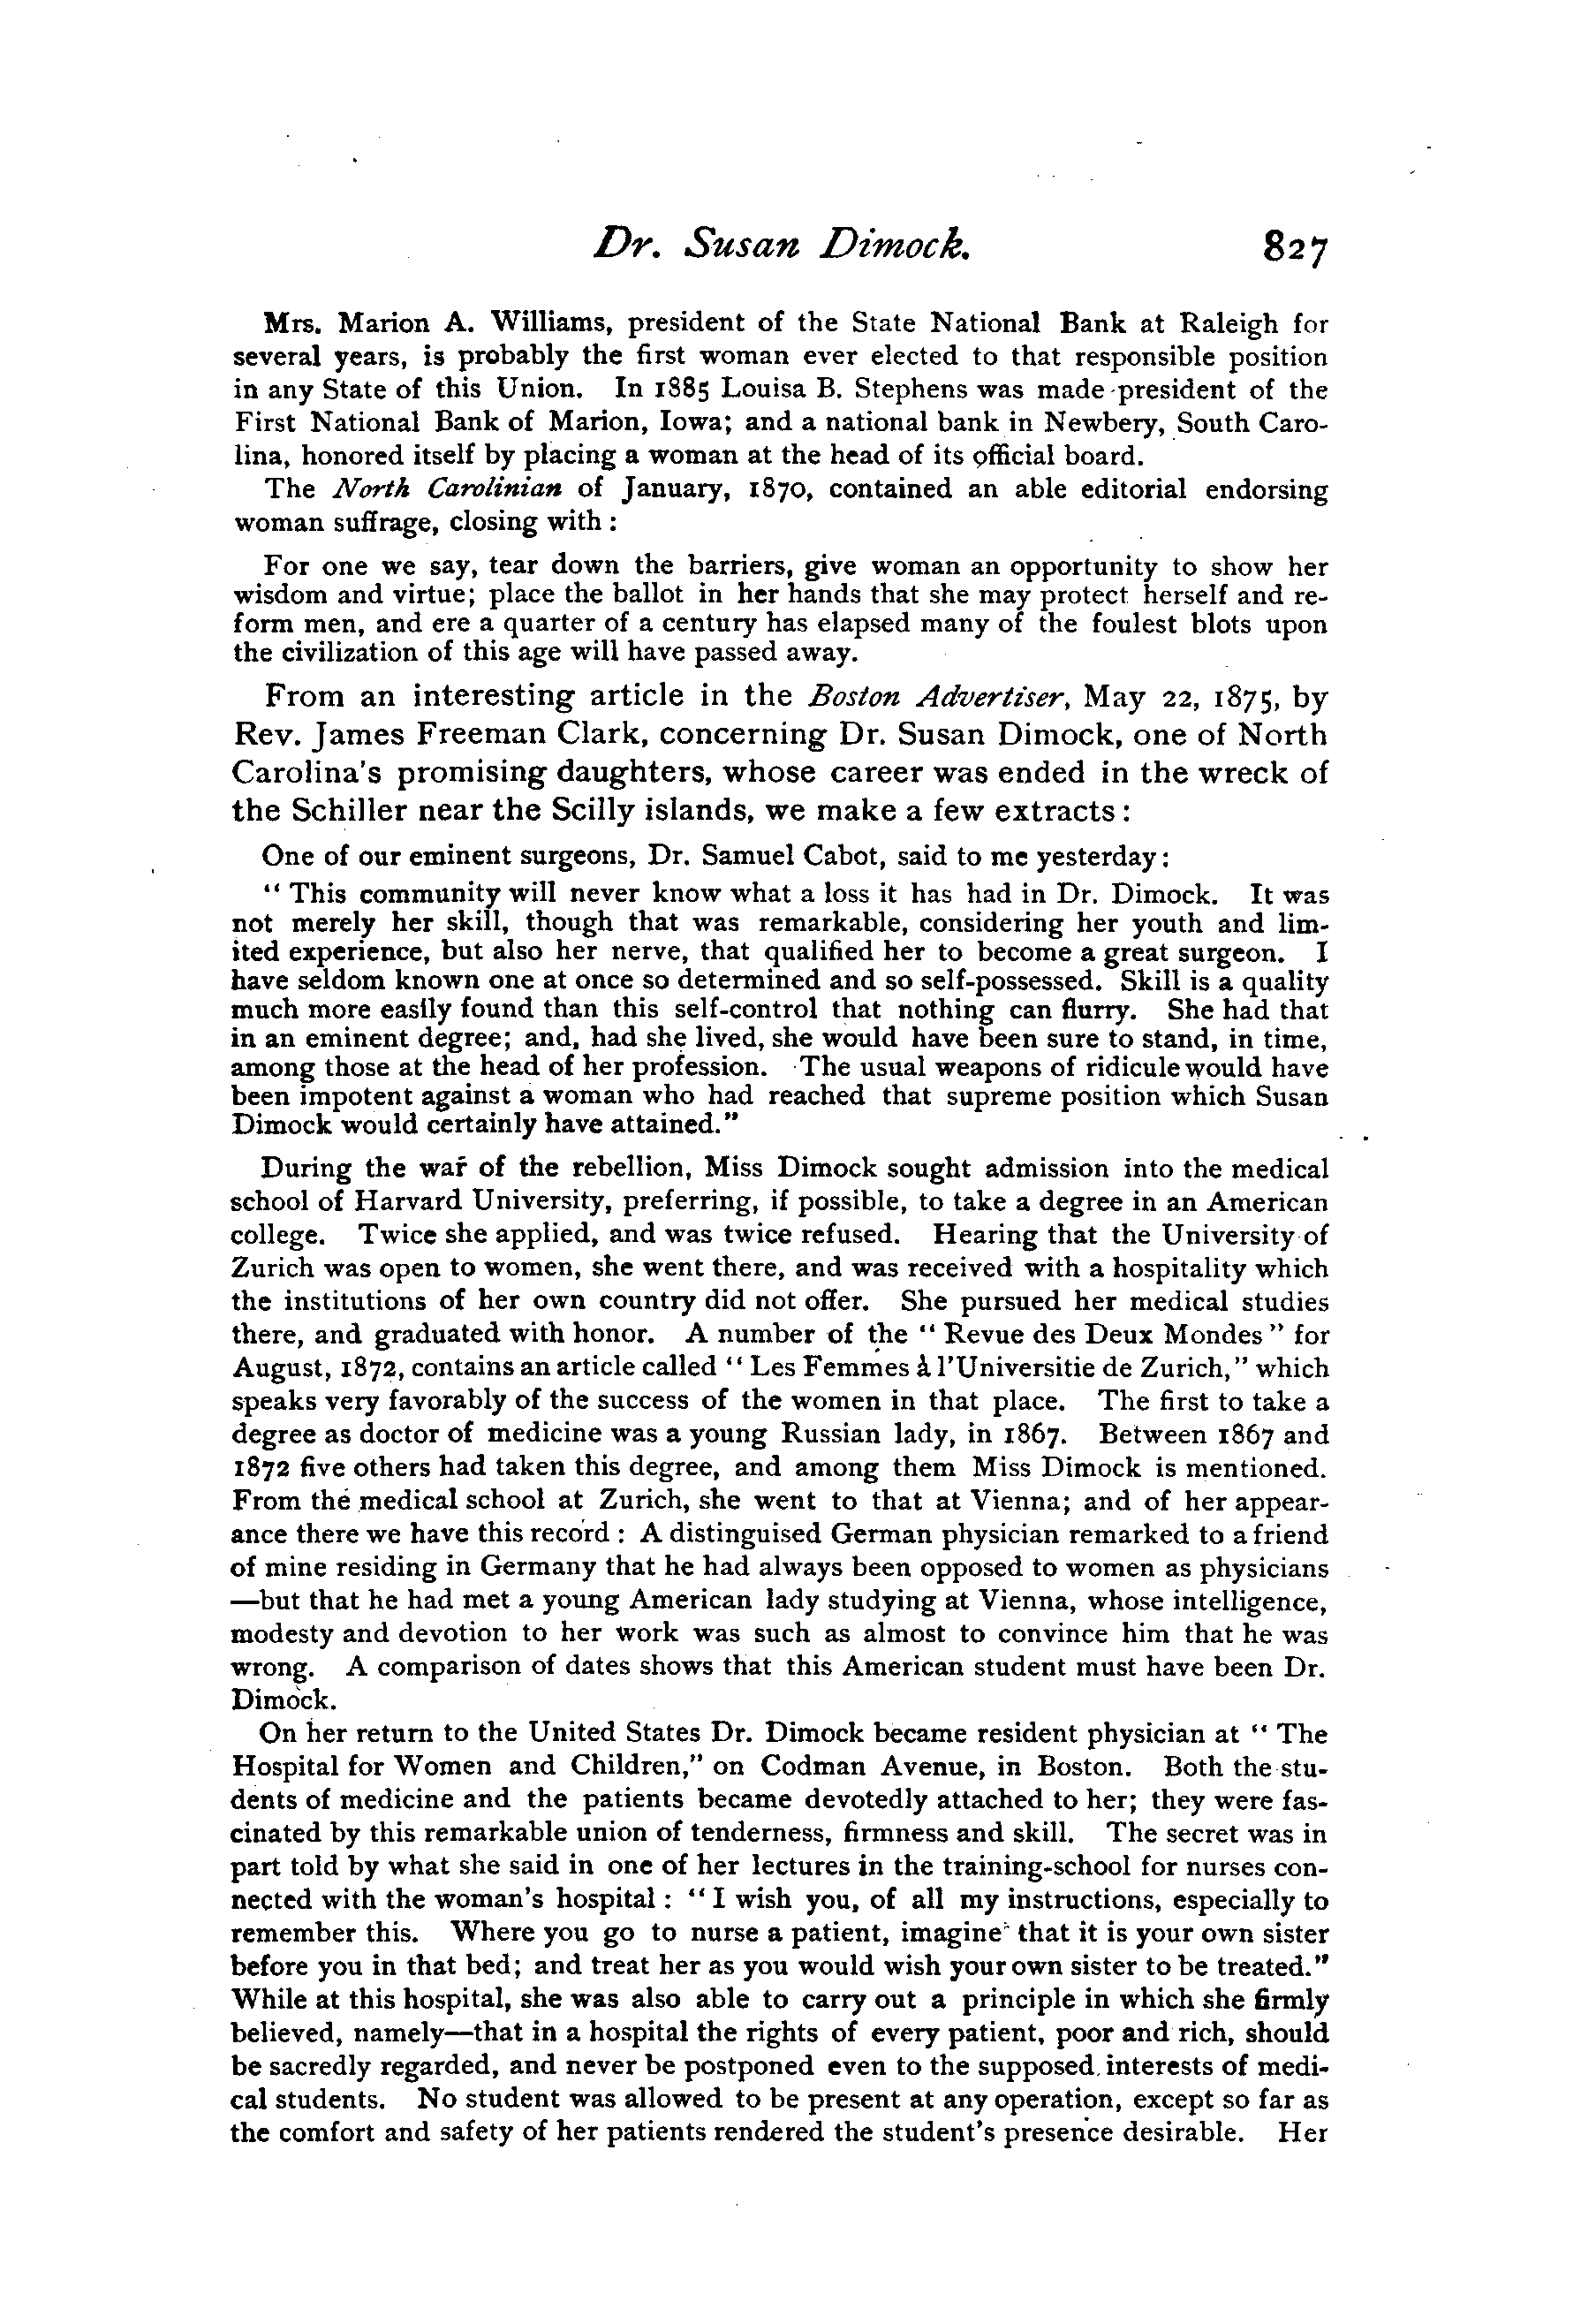 Dr. Susan Dimock. 827
Mrs. Marion A. Williams, president of the State National Bank at Raleigh for
several years, is probably the first woman ever elected to that responsible position
in any State of this Union. In 1885 Louisa B. Stephens was made president of the
First National Bank of Marion, Iowa; and a national bank in Newbery, South Caro-
lina, honored itself by placing a woman at the head of its official board.
The North Carolinian of January, 1870, contained an able editorial endorsing
woman suffrage, closing with :
For one we say, tear down the barriers, give woman an opportunity to show her
wisdom and virtue; place the ballot in her hands that she may protect herself and re-
form men, and ere a quarter of a century has elapsed many of the foulest blots upon
the civilization of this age will have passed away.
From an interesting article in the Boston Advertiser, May 22, 1875, by
Rev. James Freeman Clark, concerning Dr. Susan Dimock, one of North
Carolina's promising daughters, whose career was ended in the wreck of
the Schiller near the Scilly islands, we make a few extracts :
One of our eminent surgeons, Dr. Samuel Cabot, said to me yesterday:
" This community will never know what a loss it has had in Dr. Dimock. It was
not merely her skill, though that was remarkable, considering her youth and lim-
ited experience, but also her nerve, that qualified her to become a great surgeon. I
have seldom known one at once so determined and so self-possessed. Skill is a quality
much more easily found than this self-control that nothing can flurry. She had that
in an eminent degree; and, had she lived, she would have been sure to stand, in time,
among those at the head of her profession. The usual weapons of ridicule would have
been impotent against a woman who had reached that supreme position which Susan
Dimock would certainly have attained."
During the war of the rebellion, Miss Dimock sought admission into the medical
school of Harvard University, preferring, if possible, to take a degree in an American
college. Twice she applied, and was twice refused. Hearing that the University of
Zurich was open to women, she went there, and was received with a hospitality which
the institutions of her own country did not offer. She pursued her medical studies
there, and graduated with honor. A number of the " Revue des Deux Mondes " for
August, 1872, contains an article called " Les Femmes à l'Universitie de Zurich," which
speaks very favorably of the success of the women in that place. The first to take a
degree as doctor of medicine was a young Russian lady, in 1867. Between 1867 and
1872 five others had taken this degree, and among them Miss Dimock is mentioned.
From the medical school at Zurich, she went to that at Vienna; and of her appear-
ance there we have this record : A distinguised German physician remarked to a friend
of mine residing in Germany that he had always been opposed to women as physicians
—but that he had met a young American lady studying at Vienna, whose intelligence,
modesty and devotion to her work was such as almost to convince him that he was
wrong. A comparison of dates shows that this American student must have been Dr.
Dimock.
On her return to the United States Dr. Dimock became resident physician at " The
Hospital for Women and Children," on Codman Avenue, in Boston. Both the stu-
dents of medicine and the patients became devotedly attached to her; they were fas-
cinated by this remarkable union of tenderness, firmness and skill. The secret was in
part told by what she said in one of her lectures in the training-school for nurses con-
nected with the woman's hospital : " I wish you, of all my instructions, especially to
remember this. Where you go to nurse a patient, imagine that it is your own sister
before you in that bed; and treat her as you would wish your own sister to be treated."
While at this hospital, she was also able to carry out a principle in which she firmly
believed, namely—that in a hospital the rights of every patient, poor and rich, should
be sacredly regarded, and never be postponed even to the supposed interests of medi-
cal students. No student was allowed to be present at any operation, except so far as
the comfort and safety of her patients rendered the student's presence desirable. Her